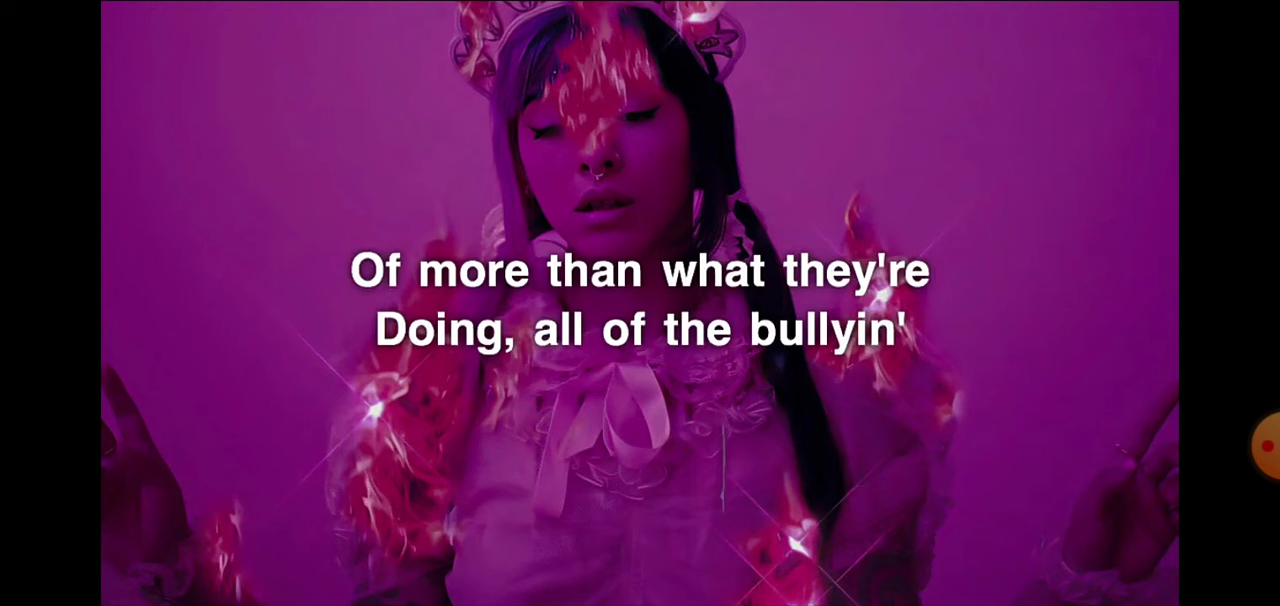 Of more than what they're
Doing, all of the bullyin'